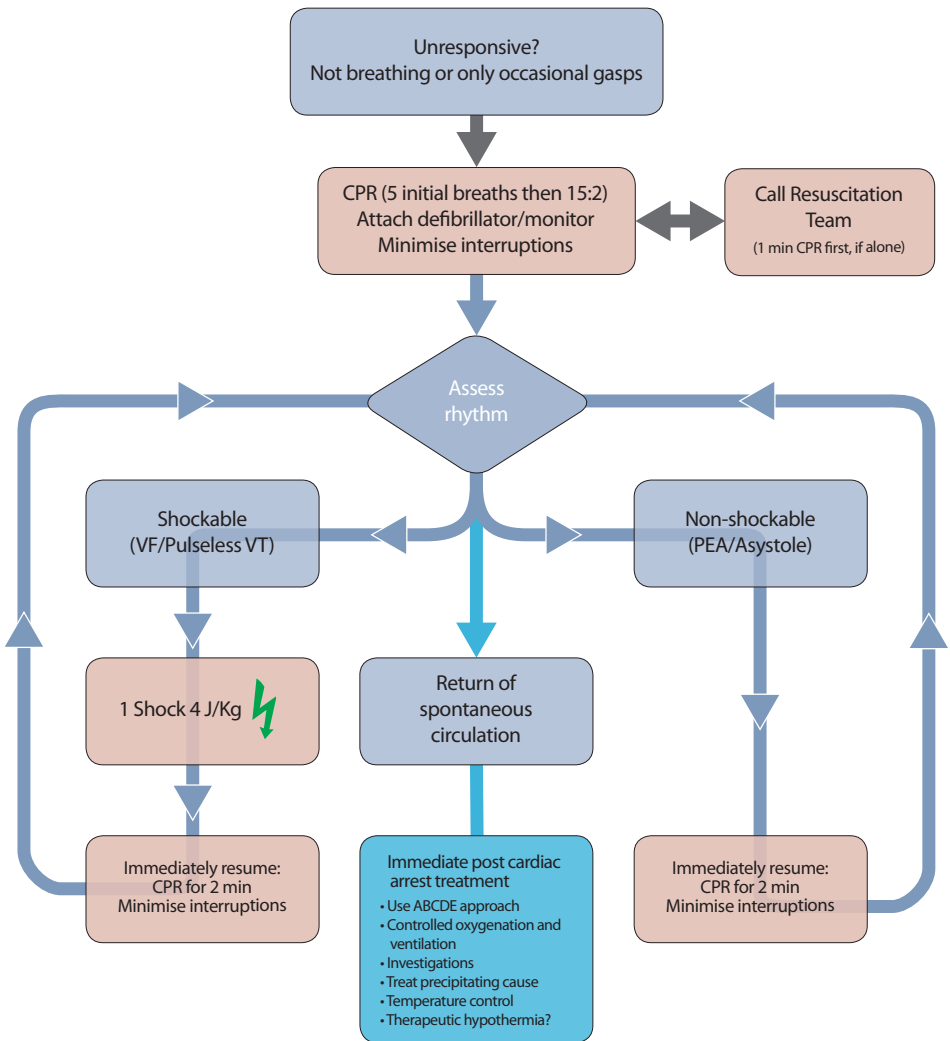 Unresponsive?
Not breathing or only occasional gasps
CPR (5 initial breaths then 15:2)
Attach defibrillator/monitor
Minimise interruptions
Call Resuscitation
Team
(1 min CPR first, if alone)
Assess
rhythm
Shockable
(VF/Pulseless VT)
Non-shockable
(PEA/Asystole)
1 Shock 4 J/Kg
Return of
spontaneous
circulation
Immediately resume:
CPR for 2 min
Minimise interruptions
Immediate post cardiac
arrest treatment
• Use ABCDE approach
• Controlled oxygenation and
ventilation
• Investigations
• Treat precipitating cause
• Temperature control
• Therapeutic hypothermia?
Immediately resume:
CPR for 2 min
Minimise interruptions